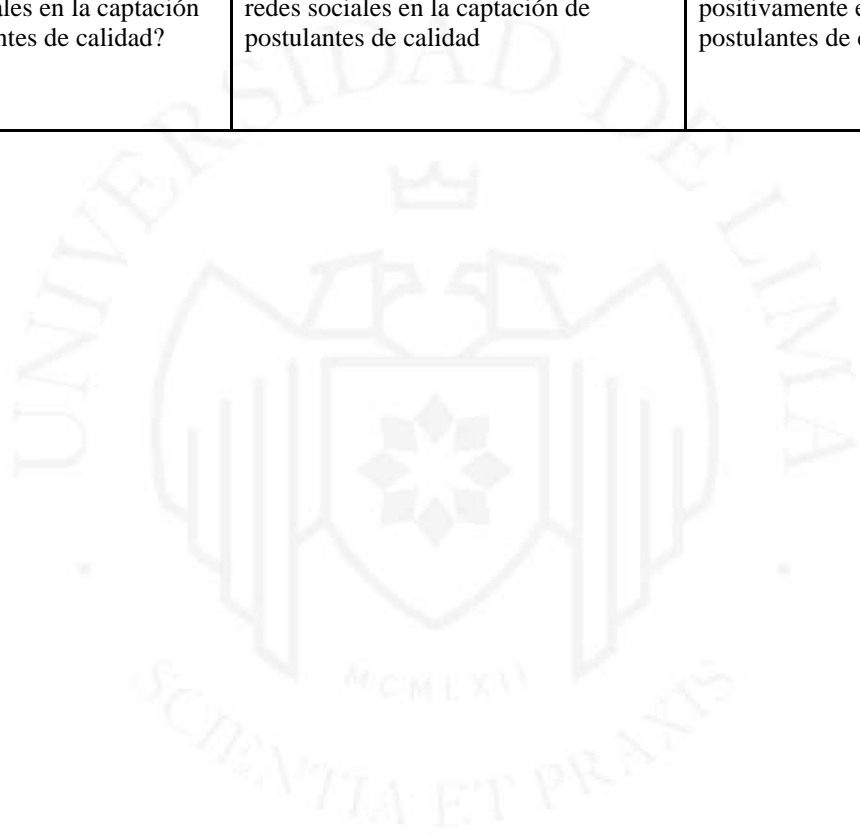 ales en la captación
ntes de calidad?
redes sociales en la captación de
postulantes de calidad
positivamente e
postulantes de c
UNIVERSIDAD DE LIMA
MCMLXII
SCIENTIA ET PRAXIS